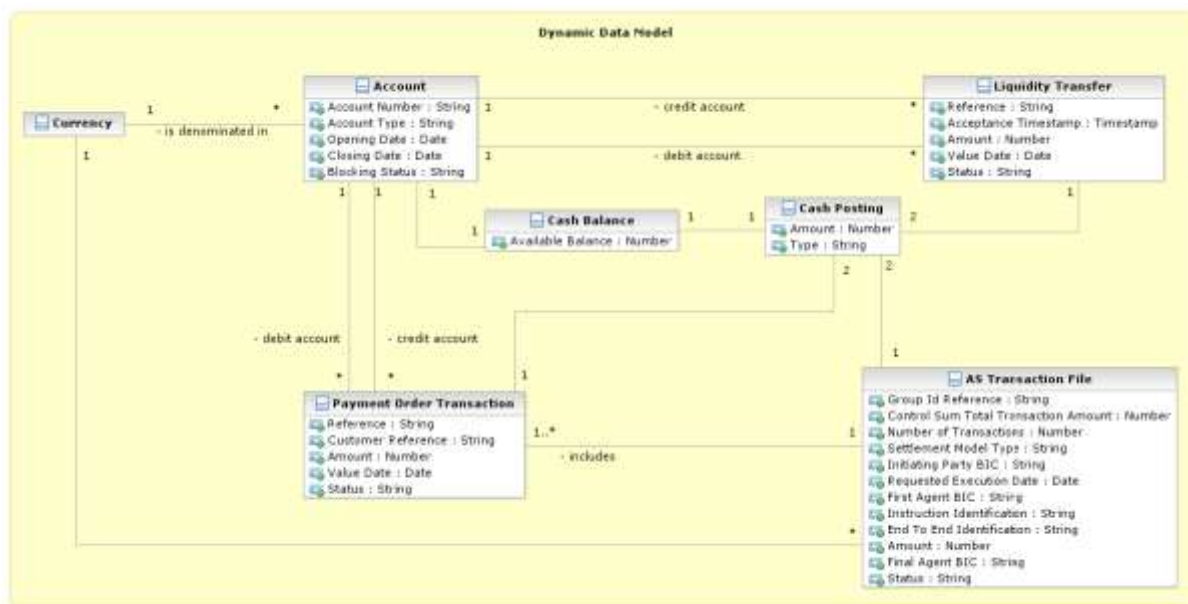 Dynamic Data Model
Account
Account Number : String
Account Type : String
Opening Date : Date
Closing Date : Date
Blocking Status : String
1
- credit account
*
1
- debit account
*
Liquidity Transfer
Reference : String
Acceptance Timestamp : Timestamp
Amount : Number
Value Date : Date
Status : String
Currency
1
*
- is denominated in
1
1
1
1
1
Cash Balance
Available Balance : Number
1
1
Cash Posting
Amount : Number
Type : String
2
1
2
2
- debit account
- credit account
*
*
1
1
Payment Order Transaction
Reference : String
Customer Reference : String
Amount : Number
Value Date : Date
Status : String
1..*
- includes
1
*
AS Transaction File
Group Id Reference : String
Control Sum Total Transaction Amount : Number
Number of Transactions : Number
Settlement Model Type : String
Initiating Party BIC : String
Requested Execution Date : Date
First Agent BIC : String
Instruction Identification : String
End To End Identification : String
Amount : Number
Final Agent BIC : String
Status : String